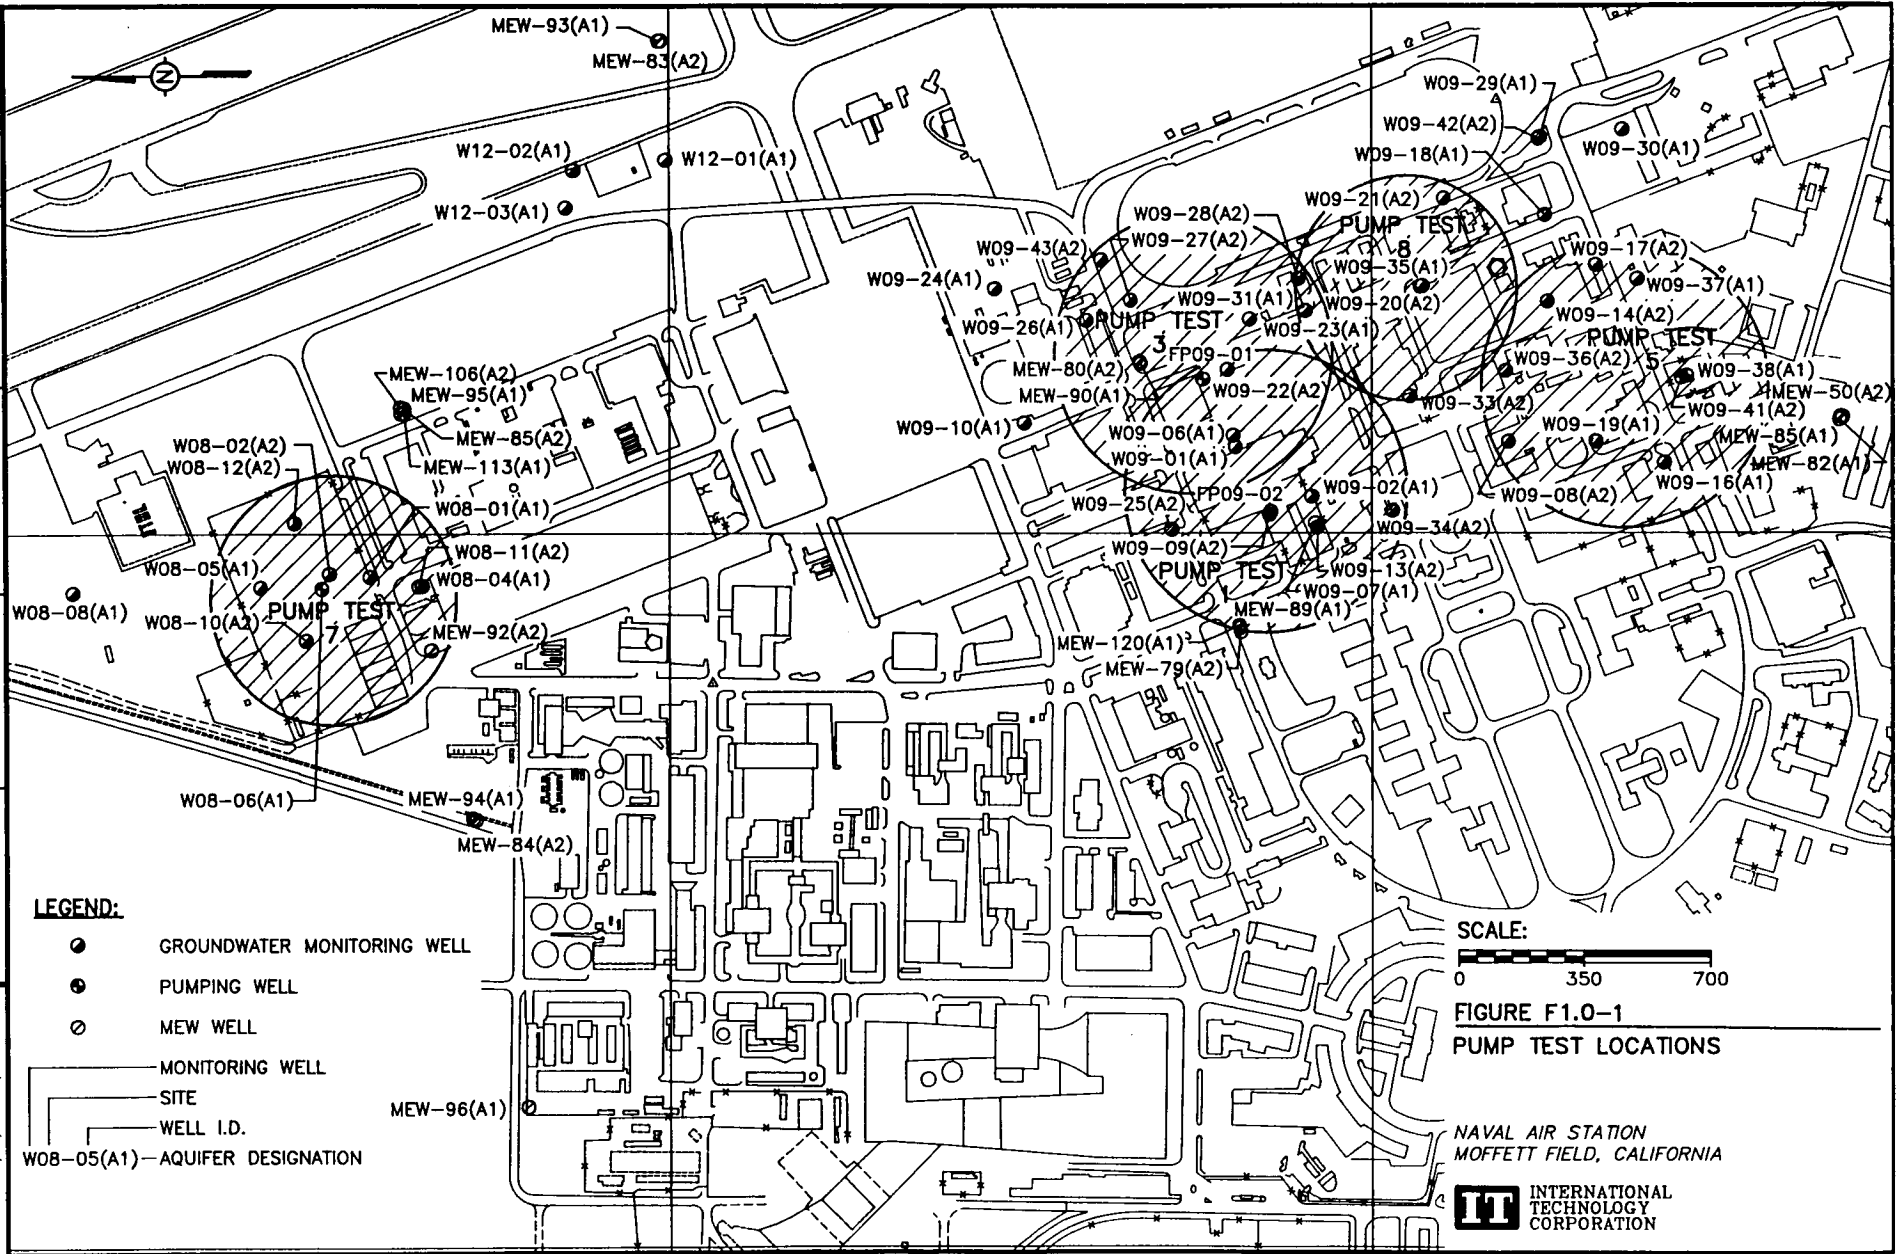 MEW-93(A1)
MEW-83(A2)
N
W09-29(A1)
W09-42(A2)
W09-18(A1)
W09-30(A1)
W12-02(A1)
W12-01(A1)
W12-03(A1)
W09-21(A2)
W09-28(A2)
W09-27(A2)
PUMP TEST
8
W09-43(A2)
W09-17(A2)
W09-24(A1)
W09-35(A1)
W09-37(A1)
W09-31(A1)
W09-20(A2)
W09-14(A2)
W09-26(A1)
PUMP TEST
3
W09-23(A1)
PUMP TEST
5
FP09-01
W09-36(A2)
MEW-80(A2)
W09-38(A1)
MEW-106(A2)
MEW-95(A1)
MEW-90(A1)
W09-22(A2)
W09-33(A2)
MEW-50(A2)
W09-41(A2)
W09-10(A1)
W09-06(A1)
W09-19(A1)
MEW-85(A1)
MEW-85(A2)
W08-02(A2)
W09-01(A1)
MEW-82(A1)
MEW-113(A1)
W08-12(A2)
W09-16(A1)
W09-02(A1)
W09-08(A2)
FP09-02
W09-25(A2)
W08-01(A1)
W09-34(A2)
W08-11(A2)
W09-09(A2)
W08-05(A1)
PUMP TEST
1
W09-13(A2)
W08-04(A1)
W09-07(A1)
W08-08(A1)
PUMP TEST
7
MEW-89(A1)
W08-10(A2)
MEW-92(A2)
MEW-120(A1)
MEW-79(A2)
W08-06(A1)
MEW-94(A1)
MEW-84(A2)
LEGEND:
GROUNDWATER MONITORING WELL
PUMPING WELL
MEW WELL
MONITORING WELL
SITE
WELL I.D.
W08-05(A1)—AQUIFER DESIGNATION
MEW-96(A1)
SCALE:
0 350 700
FIGURE F1.0-1
PUMP TEST LOCATIONS
NAVAL AIR STATION
MOFFETT FIELD, CALIFORNIA
IT
INTERNATIONAL
TECHNOLOGY
CORPORATION